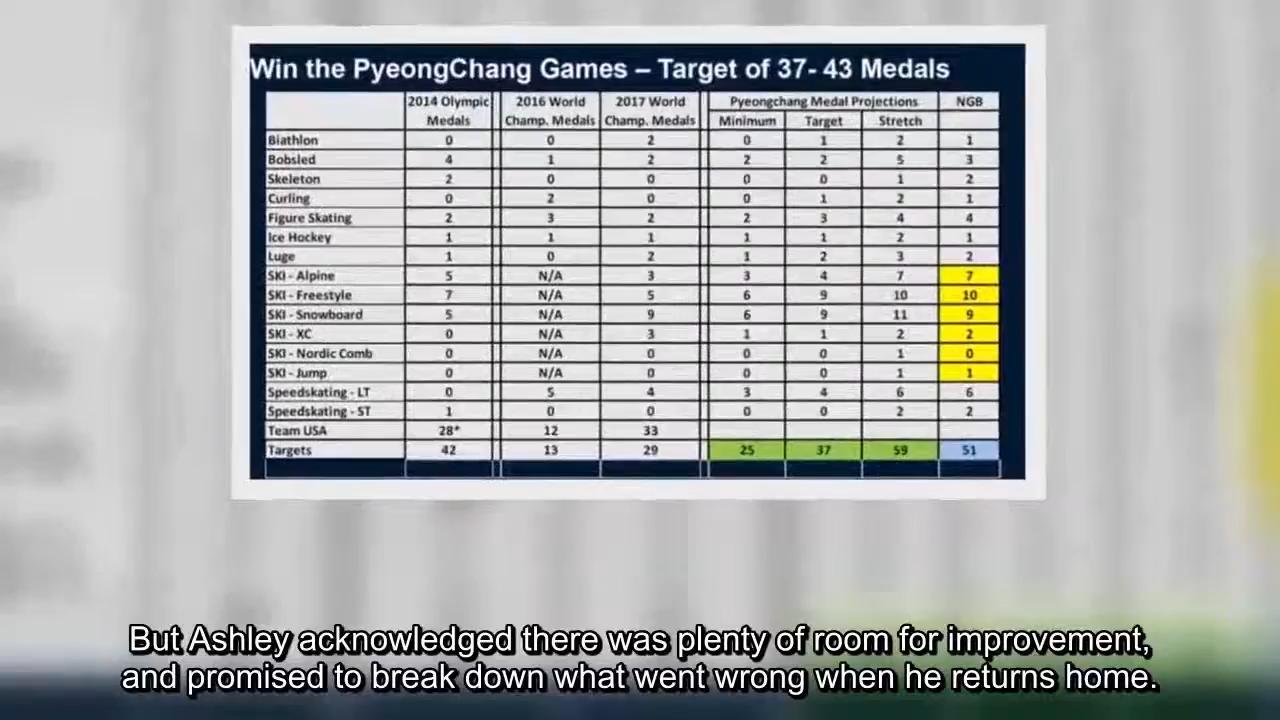 Win the PyeongChang Games – Target of 37- 43 Medals
2014 Olympic Medals 2016 World Champ. Medals 2017 World Champ. Medals Pyeongchang Medal Projections NGB
Minimum Target Stretch
Biathlon 0 0 2 0 1 2 1
Bobsled 4 1 2 2 2 5 3
Skeleton 2 0 0 0 0 1 2
Curling 0 2 0 0 1 2 1
Figure Skating 2 3 2 2 3 4 4
Ice Hockey 1 1 1 1 1 2 1
Luge 1 0 2 1 2 3 2
SKI - Alpine 5 N/A 3 3 4 7 7
SKI - Freestyle 7 N/A 5 6 9 10 10
SKI - Snowboard 5 N/A 9 6 9 11 9
SKI - XC 0 N/A 3 1 1 2 2
SKI - Nordic Comb 0 N/A 0 0 0 1 0
SKI - Jump 0 N/A 0 0 0 1 1
Speedskating - LT 0 5 4 3 4 6 6
Speedskating - ST 1 0 0 0 0 2 2
Team USA 28* 12 33
Targets 42 13 29 25 37 59 51
But Ashley acknowledged there was plenty of room for improvement,
and promised to break down what went wrong when he returns home.